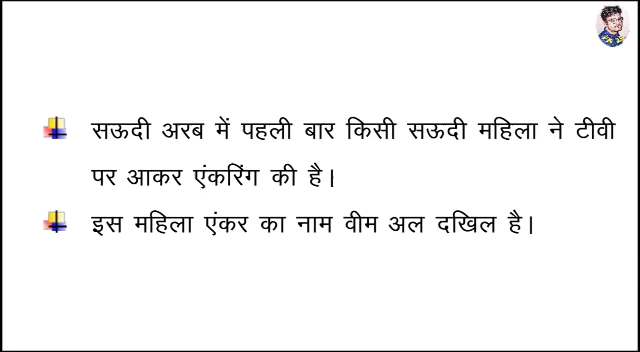 सऊदी अरब में पहली बार किसी सऊदी महिला ने टीवी
पर आकर एंकरिंग की है।
इस महिला एंकर का नाम वीम अल दखिल है।